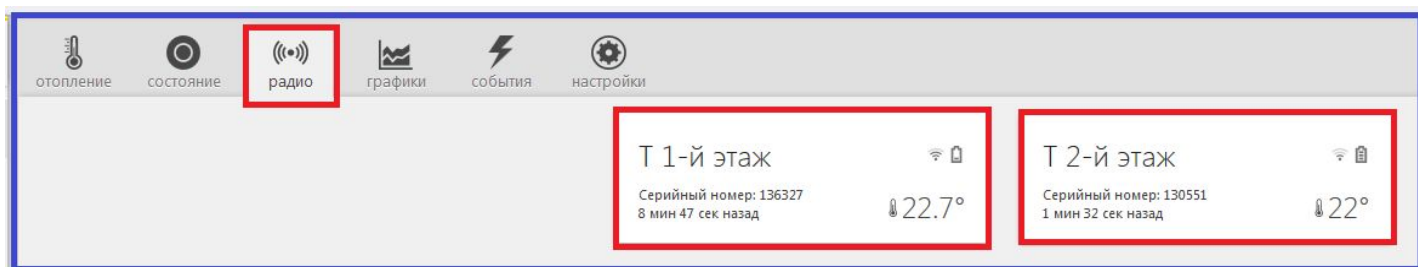 отопление состояние радио графики события настройки
Т 1-й этаж
Серийный номер: 136327
8 мин 47 сек назад
22.7°
Т 2-й этаж
Серийный номер: 130551
1 мин 32 сек назад
22°